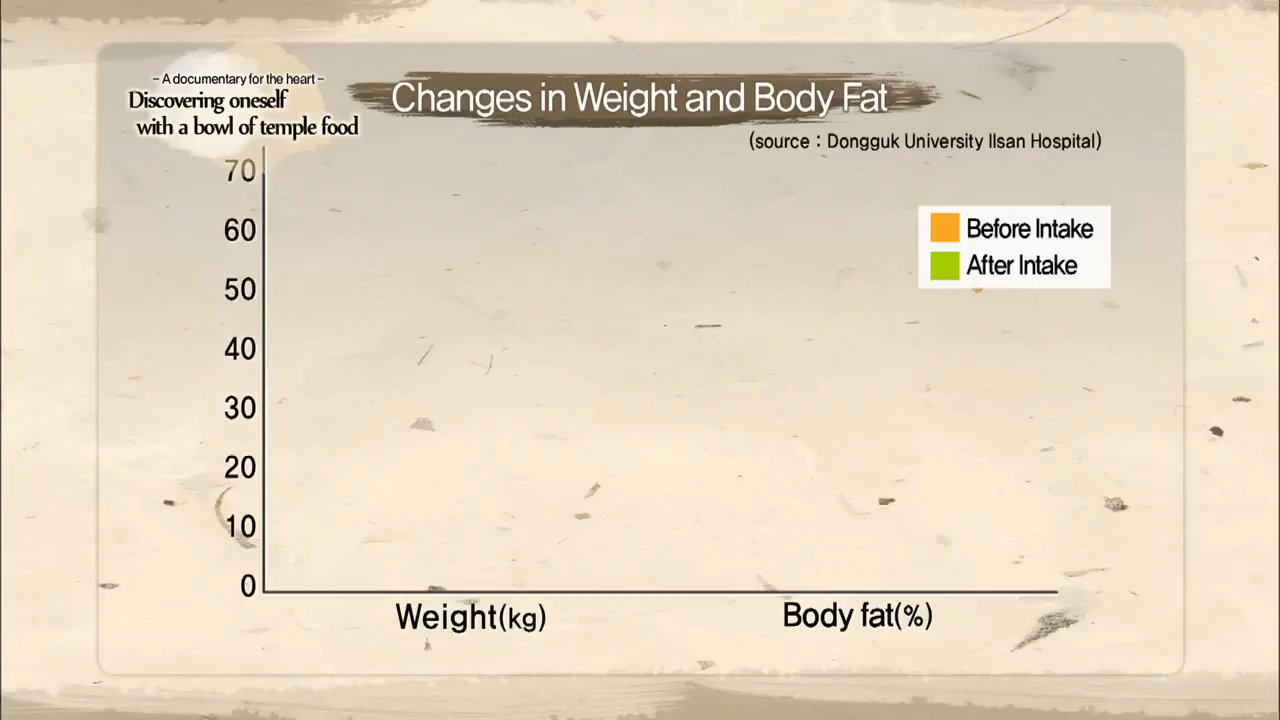 – A documentary for the heart –
Discovering oneself
with a bowl of temple food
Changes in Weight and Body Fat
(source : Dongguk University Ilsan Hospital)
70
60
50
40
30
20
10
0
Before Intake
After Intake
Weight(kg)
Body fat(%)